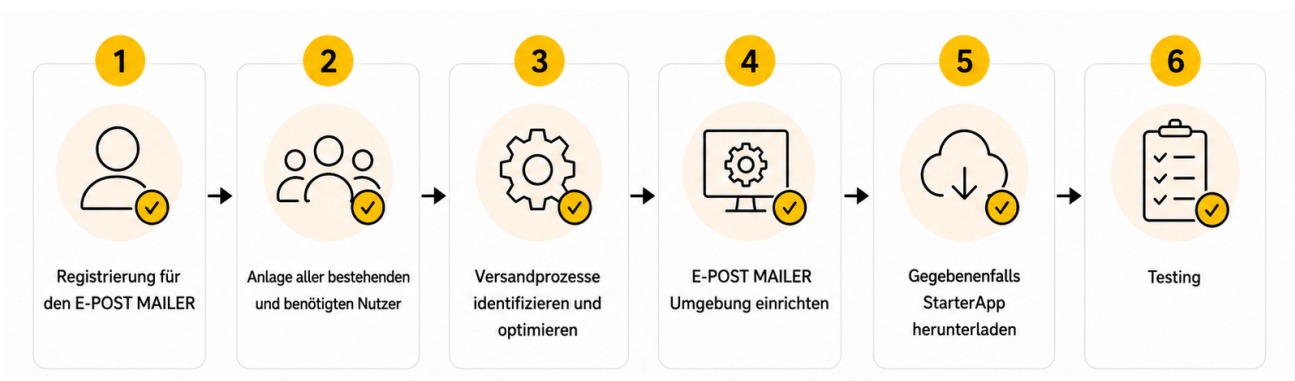 1
Registrierung für
den E-POST MAILER
2
Anlage aller bestehenden
und benötigten Nutzer
3
Versandprozesse
identifizieren und
optimieren
4
E-POST MAILER
Umgebung einrichten
5
Gegebenenfalls
StarterApp
herunterladen
6
Testing